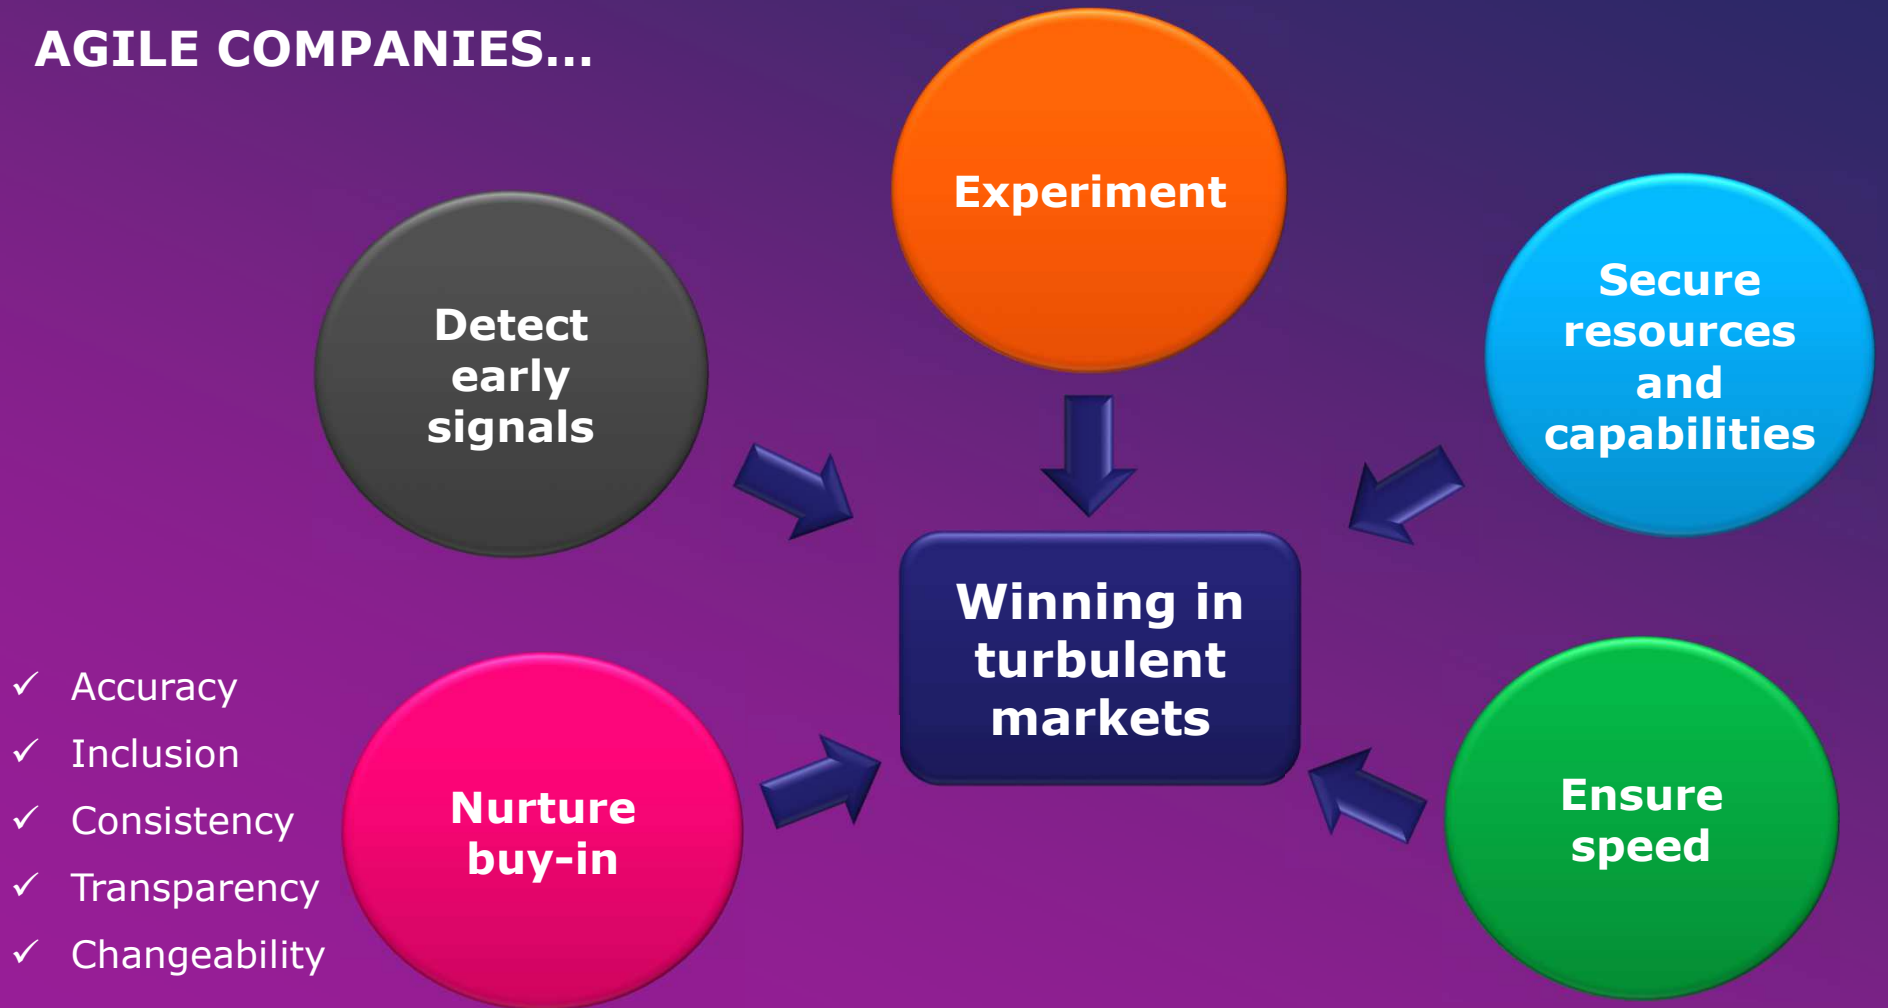 AGILE COMPANIES...
Experiment
Detect
early
signals
Secure
resources
and
capabilities
Winning in
turbulent
markets
✓ Accuracy
✓ Inclusion
✓ Consistency
✓ Transparency
✓ Changeability
Nurture
buy-in
Ensure
speed